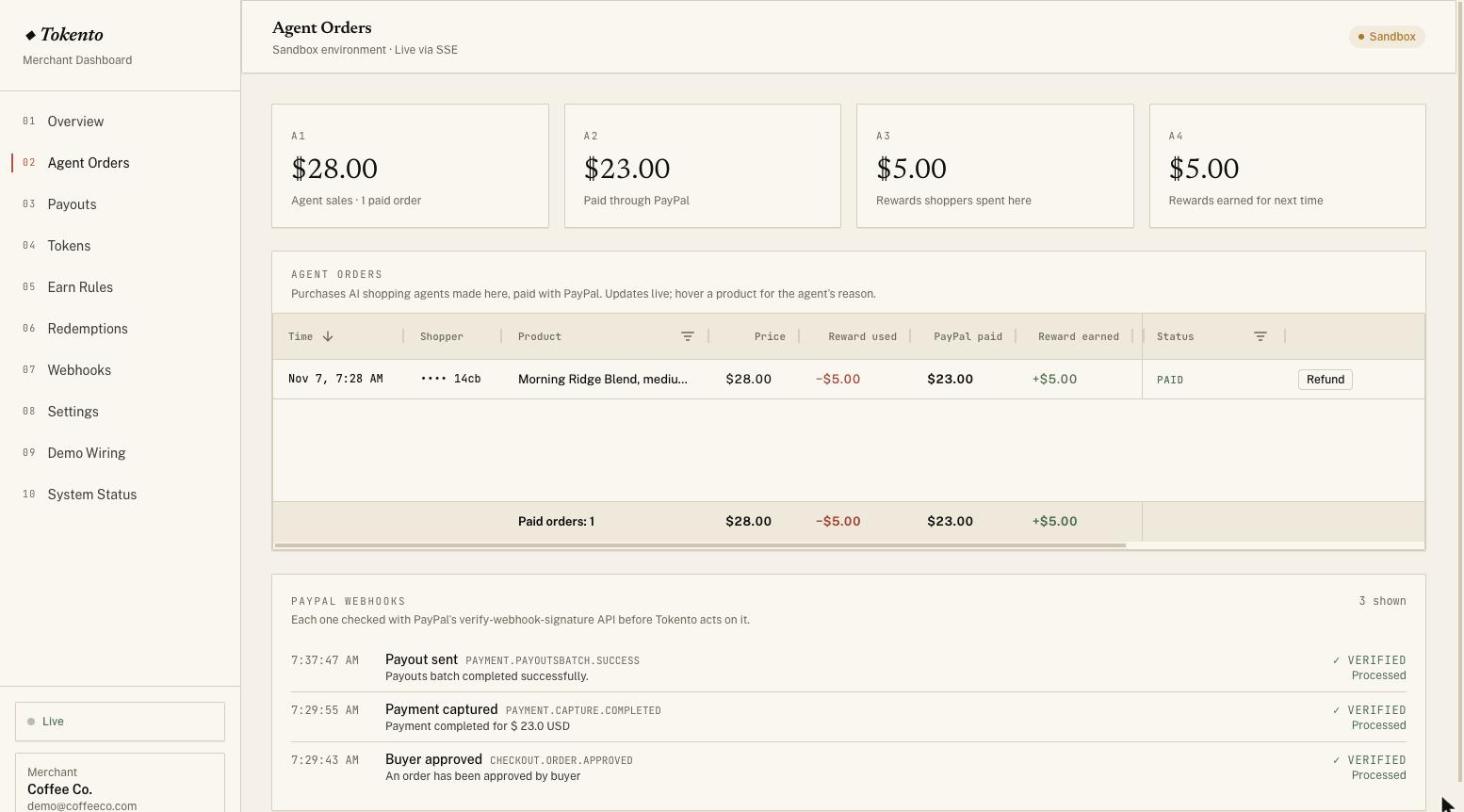 ◆ Tokento
Merchant Dashboard
01 Overview
02 Agent Orders
03 Payouts
04 Tokens
05 Earn Rules
06 Redemptions
07 Webhooks
08 Settings
09 Demo Wiring
10 System Status
Live
Merchant
Coffee Co.
demo@coffeeco.com
Agent Orders
Sandbox environment · Live via SSE
Sandbox
A1
$28.00
Agent sales · 1 paid order
A2
$23.00
Paid through PayPal
A3
$5.00
Rewards shoppers spent here
A4
$5.00
Rewards earned for next time
AGENT ORDERS
Purchases AI shopping agents made here, paid with PayPal. Updates live; hover a product for the agent's reason.
Time ↓ Shopper Product Price Reward used PayPal paid Reward earned Status
Nov 7, 7:28 AM •••• 14cb Morning Ridge Blend, mediu... $28.00 −$5.00 $23.00 +$5.00 PAID Refund
Paid orders: 1 $28.00 −$5.00 $23.00 +$5.00
PAYPAL WEBHOOKS 3 shown
Each one checked with PayPal's verify-webhook-signature API before Tokento acts on it.
7:37:47 AM Payout sent PAYMENT.PAYOUTSBATCH.SUCCESS ✓ VERIFIED
Payouts batch completed successfully. Processed
7:29:55 AM Payment captured PAYMENT.CAPTURE.COMPLETED ✓ VERIFIED
Payment completed for $ 23.0 USD Processed
7:29:43 AM Buyer approved CHECKOUT.ORDER.APPROVED ✓ VERIFIED
An order has been approved by buyer Processed